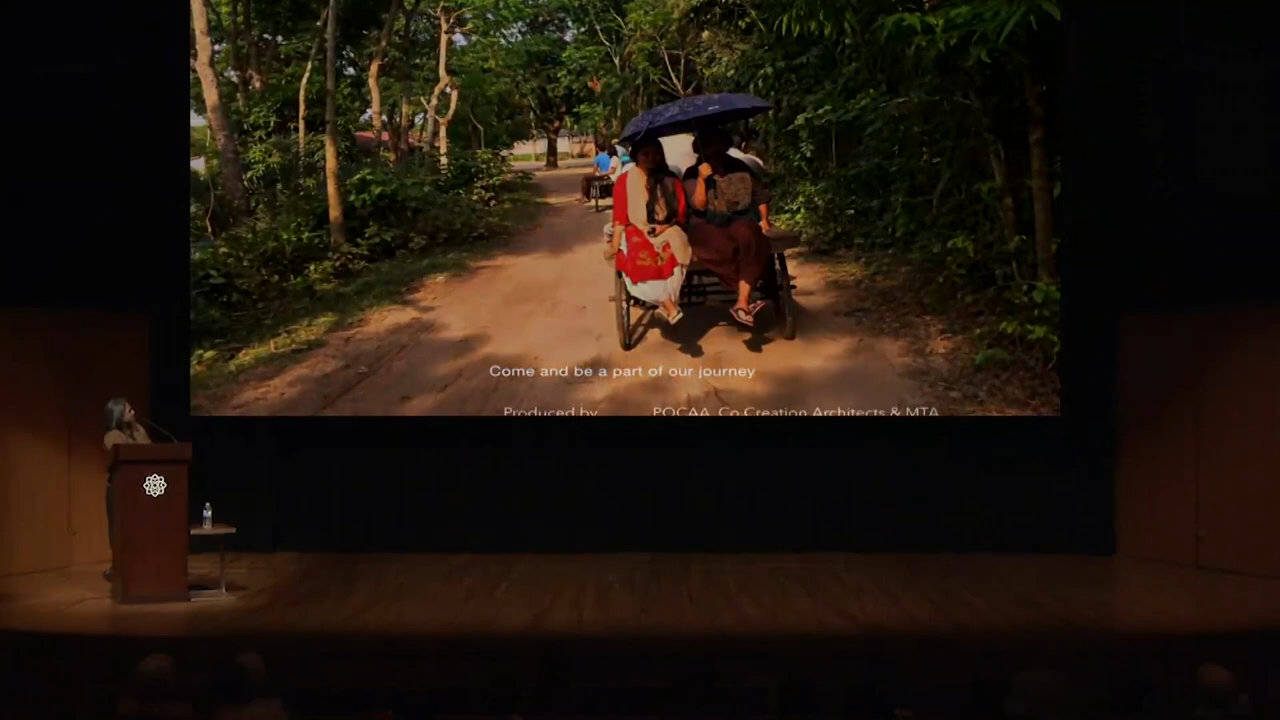 Come and be a part of our journey
Produced by POCAA, Co.Creation Architects & MTA